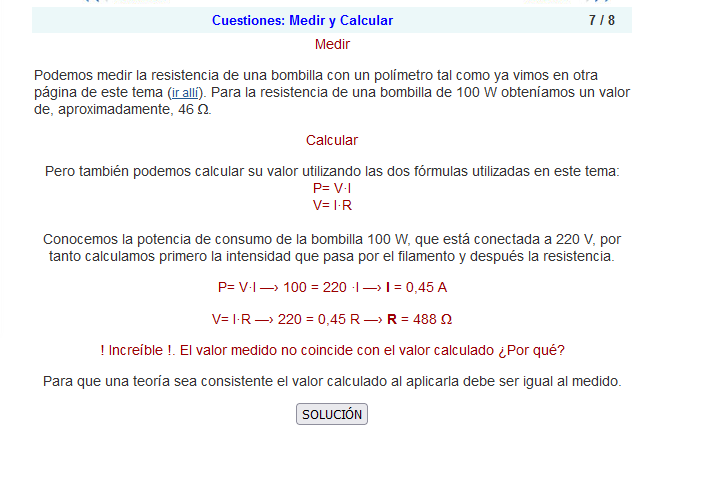 Cuestiones: Medir y Calcular 7 / 8
Medir
Podemos medir la resistencia de una bombilla con un polímetro tal como ya vimos en otra
página de este tema (ir allí). Para la resistencia de una bombilla de 100 W obteníamos un valor
de, aproximadamente, 46 Ω.
Calcular
Pero también podemos calcular su valor utilizando las dos fórmulas utilizadas en este tema:
P= V·I
V= I·R
Conocemos la potencia de consumo de la bombilla 100 W, que está conectada a 220 V, por
tanto calculamos primero la intensidad que pasa por el filamento y después la resistencia.
P= V·I —› 100 = 220 ·I —› I = 0,45 A
V= I·R —› 220 = 0,45 R —› R = 488 Ω
! Increíble !. El valor medido no coincide con el valor calculado ¿Por qué?
Para que una teoría sea consistente el valor calculado al aplicarla debe ser igual al medido.
SOLUCIÓN